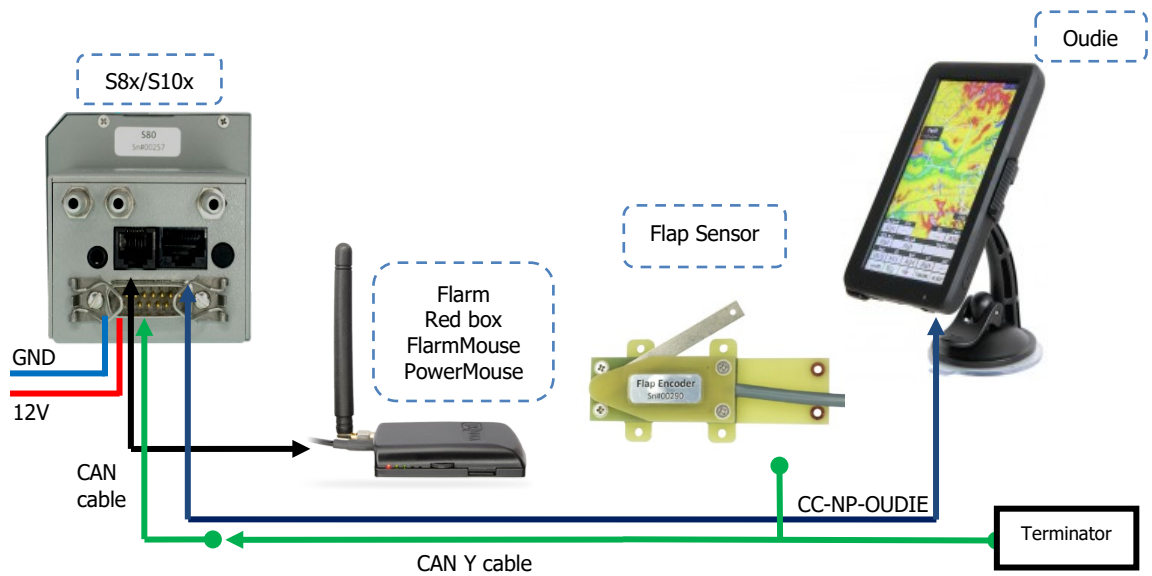 Oudie
S8x/S10x
S80
Sn#00257
Flap Sensor
Flarm
Red box
FlarmMouse
PowerMouse
Flap Encoder
Sn#00290
GND
12V
CAN
cable
CC-NP-OUDIE
Terminator
CAN Y cable